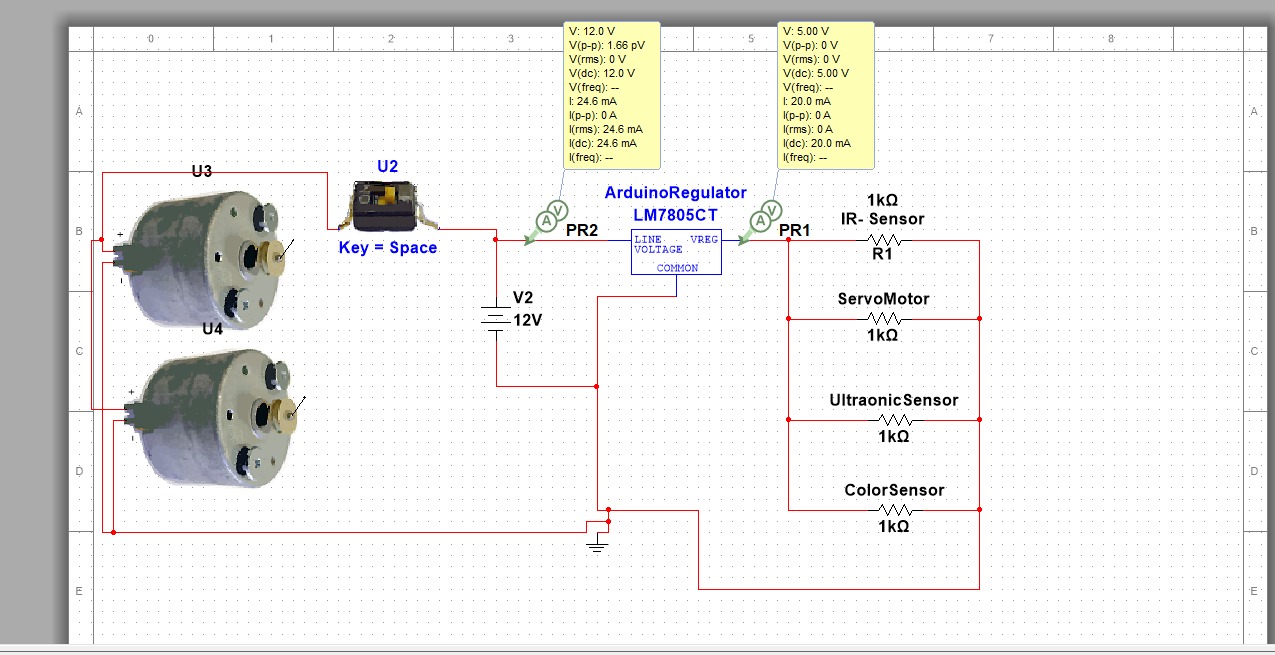 0 1 2 3 5 7 8
V: 12.0 V
V(p-p): 1.66 pV
V(rms): 0 V
V(dc): 12.0 V
V(freq): --
I: 24.6 mA
I(p-p): 0 A
I(rms): 24.6 mA
I(dc): 24.6 mA
I(freq): --
V: 5.00 V
V(p-p): 0 V
V(rms): 0 V
V(dc): 5.00 V
V(freq): --
I: 20.0 mA
I(p-p): 0 A
I(rms): 0 A
I(dc): 20.0 mA
I(freq): --
A A
U3
U2
Key = Space
B B
+
-
V
A
PR2
ArduinoRegulator
LM7805CT
LINE VREG
VOLTAGE
COMMON
V
A
PR1
1kΩ
IR- Sensor
R1
V2
12V
ServoMotor
1kΩ
U4
C C
+
-
UltraonicSensor
1kΩ
D D
ColorSensor
1kΩ
E E